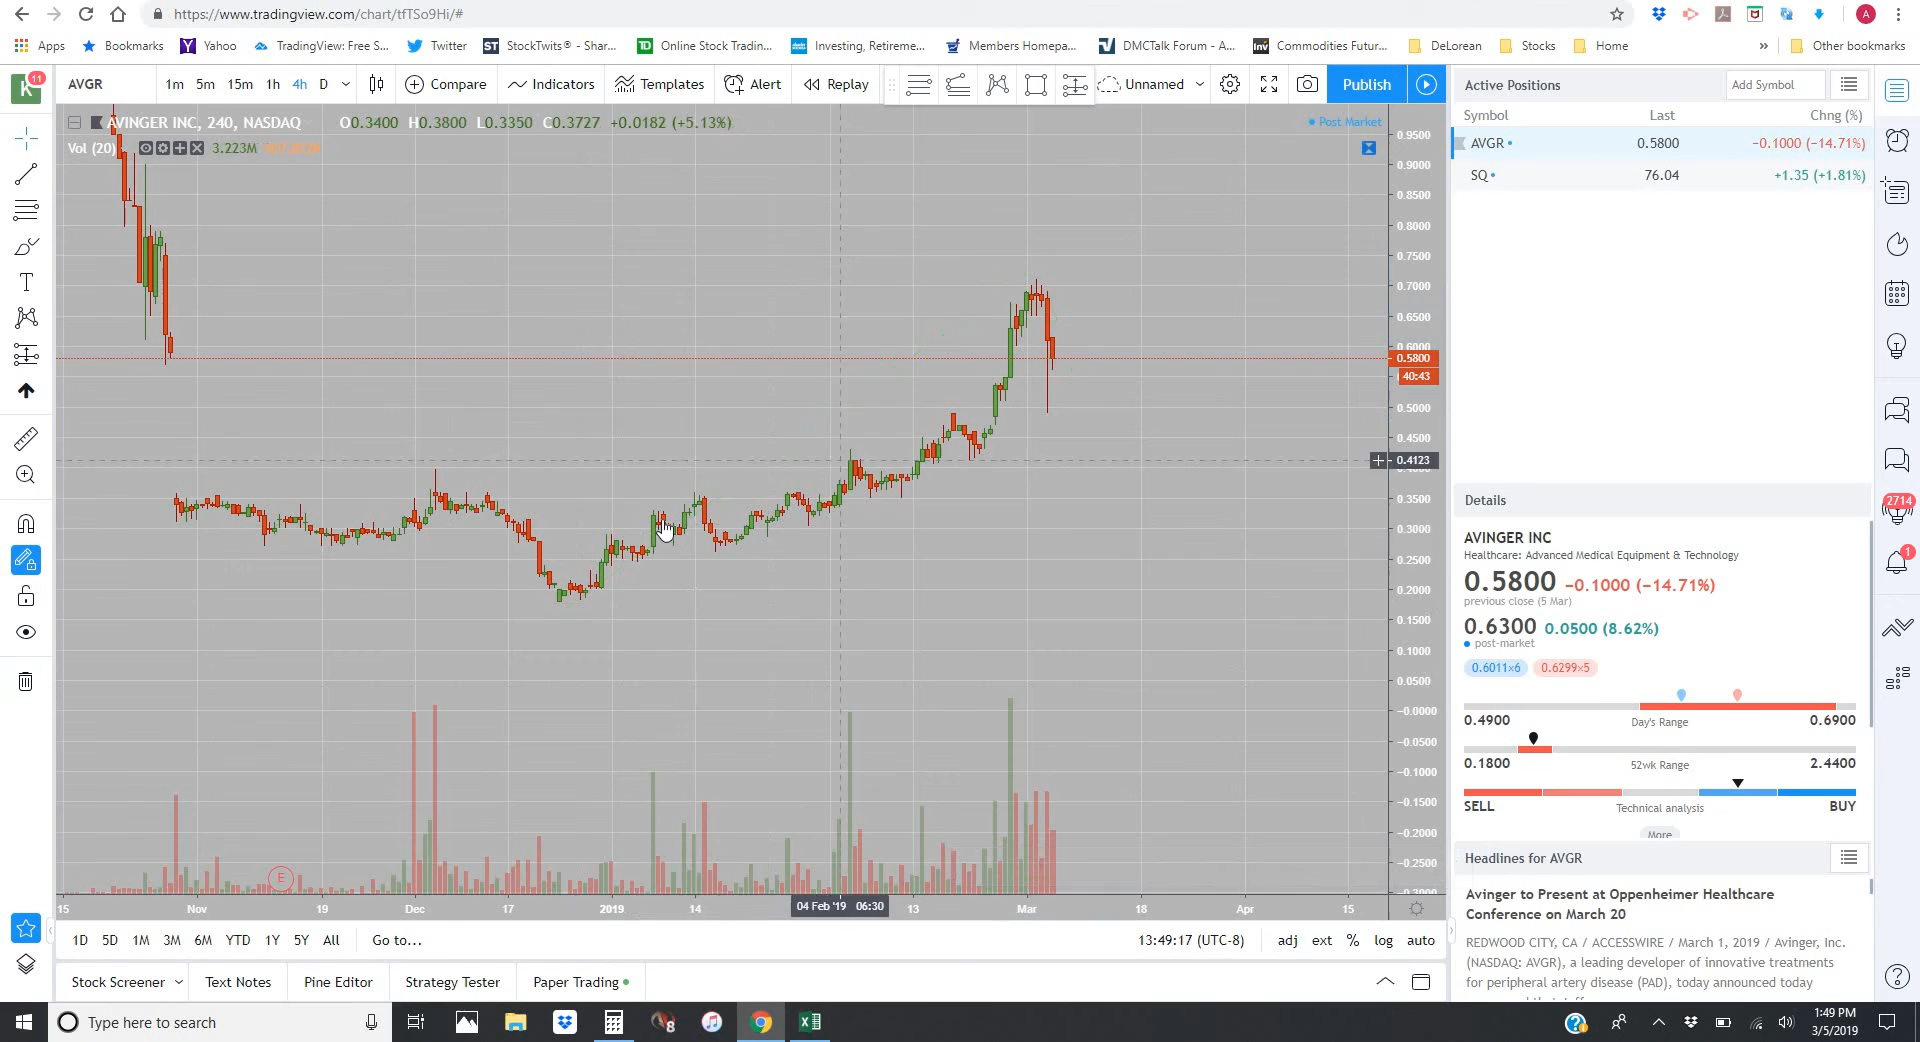 https://www.tradingview.com/chart/tfTSo9Hi/#
A
Apps Bookmarks Yahoo TradingView: Free S... Twitter StockTwits® - Shar... Online Stock Tradin... Investing, Retireme... Members Homepa... DMCTalk Forum - A... Commodities Futur... DeLorean Stocks Home » Other bookmarks
K 11 AVGR 1m 5m 15m 1h 4h D Compare Indicators Templates Alert Replay Unnamed Publish
Active Positions Add Symbol
Symbol Last Chng (%)
AVGR 0.5800 −0.1000 (−14.71%)
SQ 76.04 +1.35 (+1.81%)
AVINGER INC, 240, NASDAQ O0.3400 H0.3800 L0.3350 C0.3727 +0.0182 (+5.13%)
Post Market
Vol (20) 3.223M
0.9500
0.9000
0.8500
0.8000
0.7500
0.7000
0.6500
0.6000
0.5800
40:43
0.5000
0.4500
0.4123
0.3500
0.3000
0.2500
0.2000
0.1500
0.1000
0.0500
−0.0000
−0.0500
−0.1000
−0.1500
−0.2000
−0.2500
E
15 Nov 19 Dec 17 2019 14 04 Feb '19 06:30 13 Mar 18 Apr 15
1D 5D 1M 3M 6M YTD 1Y 5Y All Go to...
13:49:17 (UTC-8) adj ext % log auto
Stock Screener Text Notes Pine Editor Strategy Tester Paper Trading
Details
AVINGER INC
Healthcare: Advanced Medical Equipment & Technology
0.5800 −0.1000 (−14.71%)
previous close (5 Mar)
0.6300 0.0500 (8.62%)
post-market
0.6011×6 0.6299×5
0.4900 Day's Range 0.6900
0.1800 52wk Range 2.4400
SELL Technical analysis BUY
More
Headlines for AVGR
Avinger to Present at Oppenheimer Healthcare
Conference on March 20
REDWOOD CITY, CA / ACCESSWIRE / March 1, 2019 / Avinger, Inc.
(NASDAQ: AVGR), a leading developer of innovative treatments
for peripheral artery disease (PAD), today announced today
2714
1
Type here to search
1:49 PM
3/5/2019